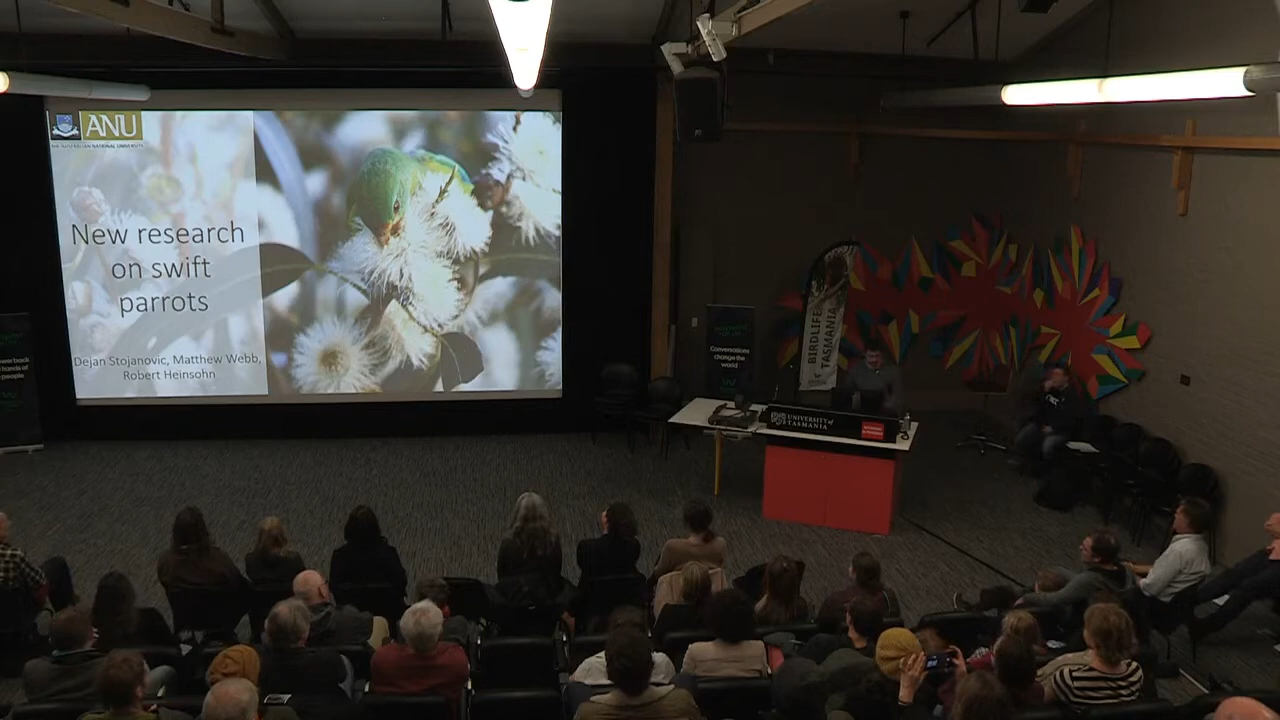 ANU
THE AUSTRALIAN NATIONAL UNIVERSITY
New research
on swift
parrots
Dejan Stojanovic, Matthew Webb,
Robert Heinsohn
BIRDLIFE
TASMANIA
Conversations
change the
world
UNIVERSITY of
TASMANIA
people